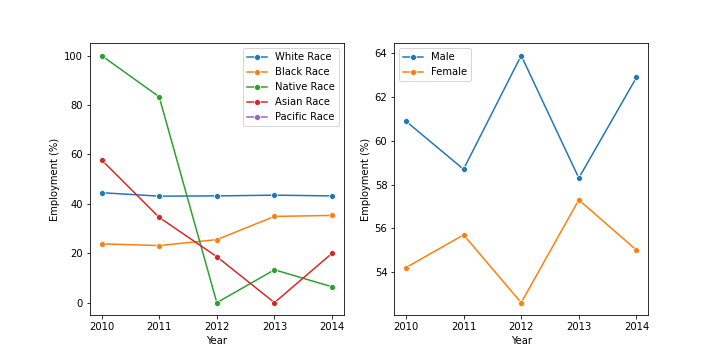 100
80
60
40
20
0
Employment (%)
2010 2011 2012 2013 2014
Year
White Race
Black Race
Native Race
Asian Race
Pacific Race
64
62
60
58
56
54
Employment (%)
2010 2011 2012 2013 2014
Year
Male
Female